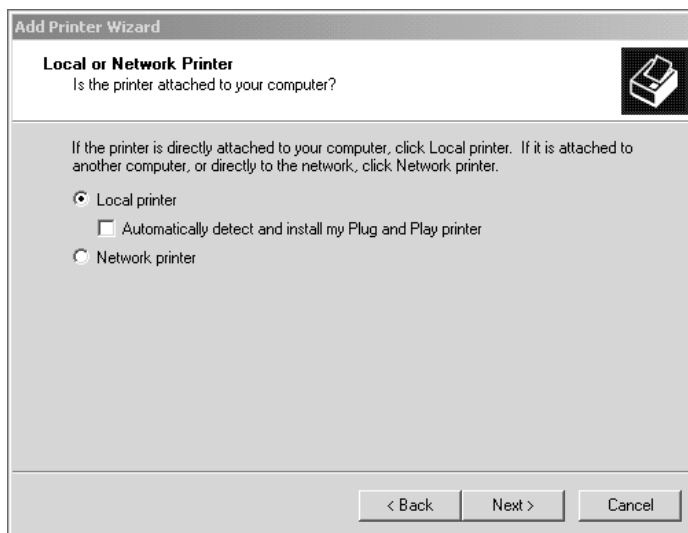 Add Printer Wizard
Local or Network Printer
Is the printer attached to your computer?
If the printer is directly attached to your computer, click Local printer. If it is attached to
another computer, or directly to the network, click Network printer.
Local printer
Automatically detect and install my Plug and Play printer
Network printer
< Back Next > Cancel